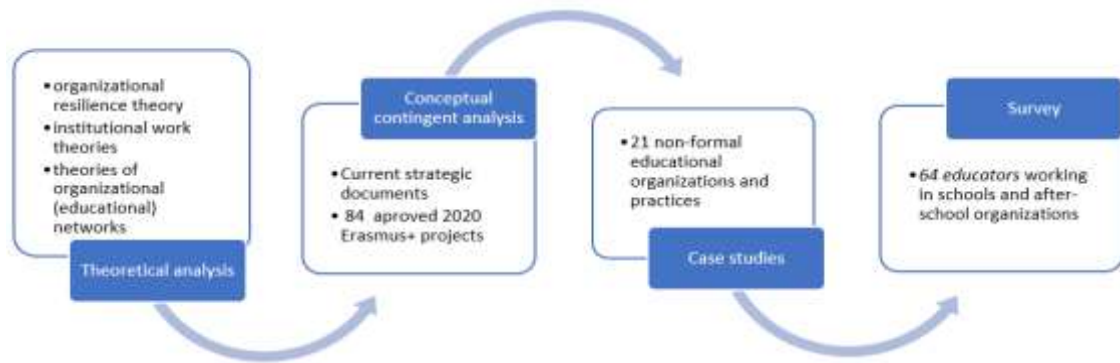 • organizational
resilience theory
• institutional work
theories
• theories of
organizational
(educational)
networks
Theoretical analysis
Conceptual
contingent analysis
• Current strategic
documents
• 84 aproved 2020
Erasmus+ projects
• 21 non-formal
educational
organizations and
practices
Case studies
Survey
• 64 educators working
in schools and after-
school organizations